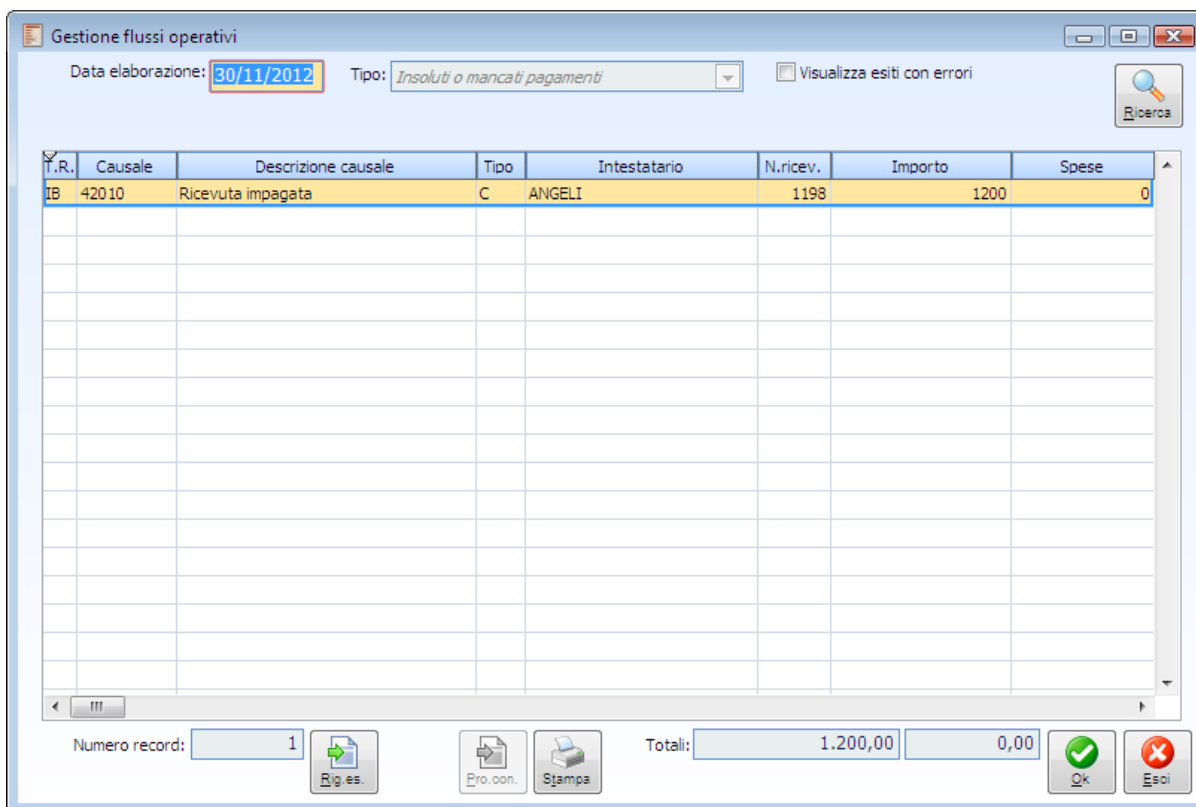 Gestione flussi operativi
Data elaborazione: 30/11/2012 Tipo: Insoluti o mancati pagamenti Visualizza esiti con errori
Ricerca
T.R. Causale Descrizione causale Tipo Intestatario N.ricev. Importo Spese
IB 42010 Ricevuta impagata C ANGELI 1198 1200 0
Numero record: 1 Rig.es. Pro.con. Stampa Totali: 1.200,00 0,00 Ok Esci